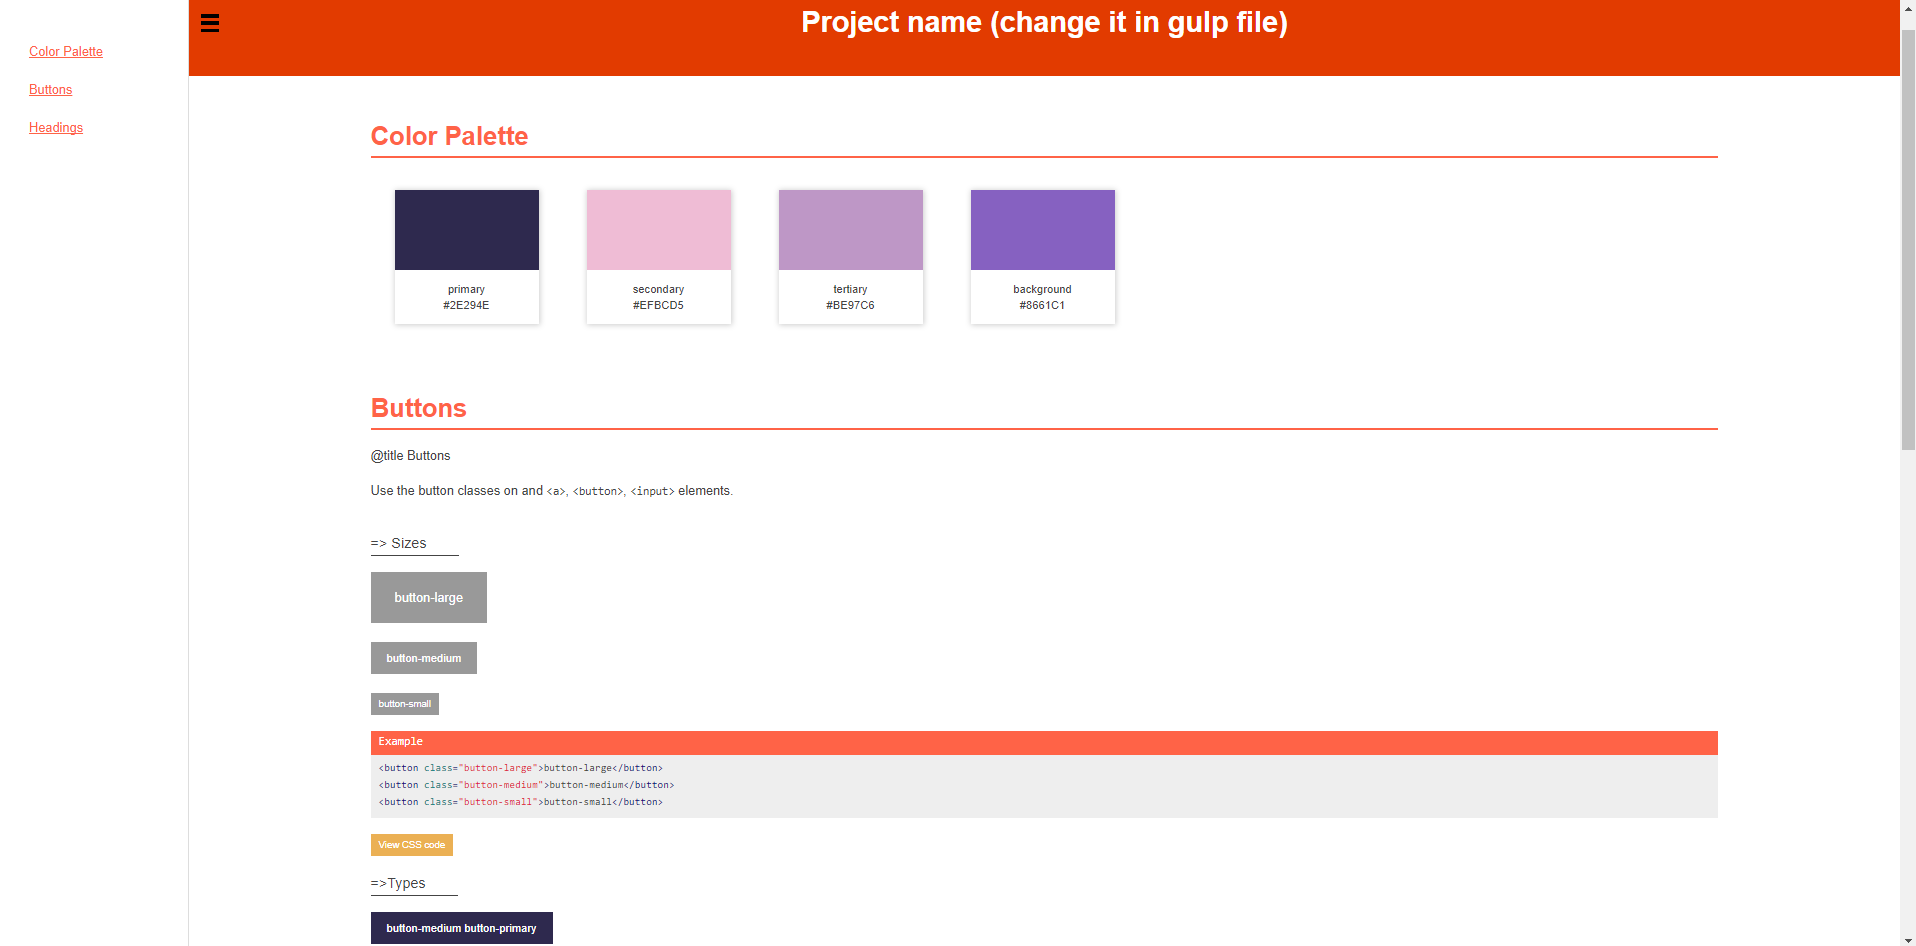 Project name (change it in gulp file)
Color Palette
Buttons
Headings
Color Palette
primary
#2E294E
secondary
#EFBCD5
tertiary
#BE97C6
background
#8661C1
Buttons
@title Buttons
Use the button classes on and <a>, <button>, <input> elements.
=> Sizes
button-large
button-medium
button-small
Example
<button class="button-large">button-large</button>
<button class="button-medium">button-medium</button>
<button class="button-small">button-small</button>
View CSS code
=>Types
button-medium button-primary